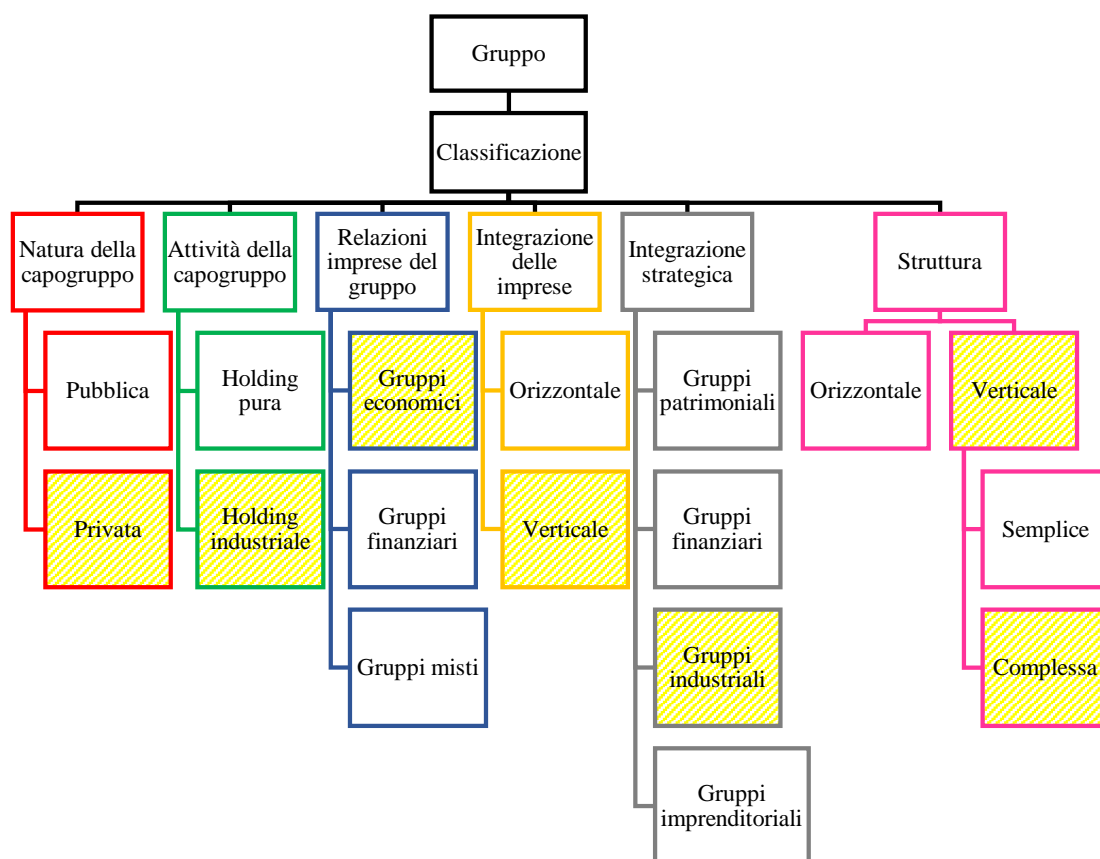 Gruppo
Classificazione
Natura della
capogruppo
Pubblica
Privata
Attività della
capogruppo
Holding
pura
Holding
industriale
Relazioni
imprese del
gruppo
Gruppi
economici
Gruppi
finanziari
Gruppi misti
Integrazione
delle
imprese
Orizzontale
Verticale
Integrazione
strategica
Gruppi
patrimoniali
Gruppi
finanziari
Gruppi
industriali
Gruppi
imprenditoriali
Struttura
Orizzontale
Verticale
Semplice
Complessa